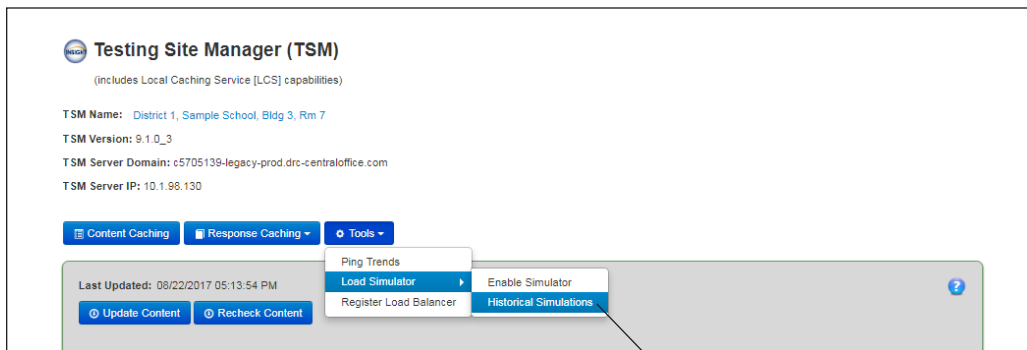 INSIGHT
Testing Site Manager (TSM)
(includes Local Caching Service [LCS] capabilities)
TSM Name: District 1, Sample School, Bldg 3, Rm 7
TSM Version: 9.1.0_3
TSM Server Domain: c5705139-legacy-prod.drc-centraloffice.com
TSM Server IP: 10.1.98.130
Content Caching Response Caching Tools
Ping Trends
Last Updated: 08/22/2017 05:13:54 PM Load Simulator Enable Simulator ?
Update Content Recheck Content Register Load Balancer Historical Simulations